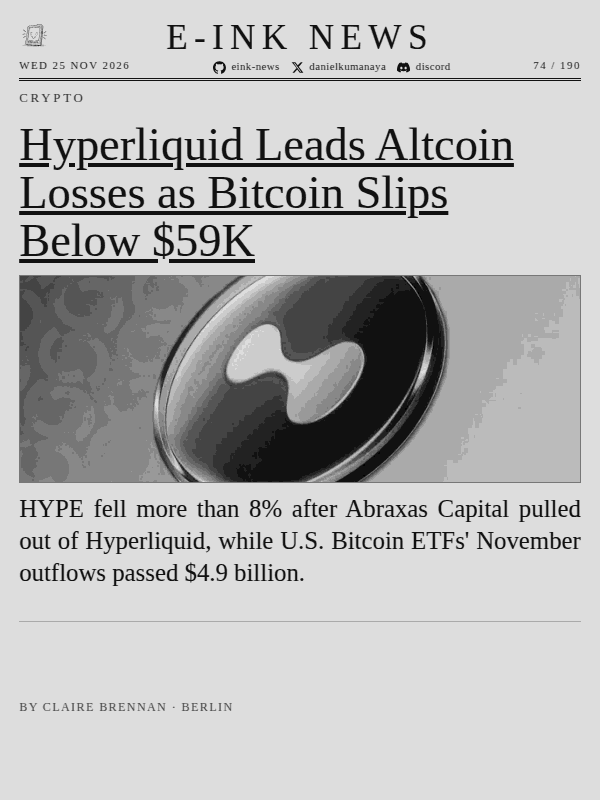 E-INK NEWS
WED 25 NOV 2026
eink-news danielkumanaya discord
74 / 190
CRYPTO
Hyperliquid Leads Altcoin
Losses as Bitcoin Slips
Below $59K
HYPE fell more than 8% after Abraxas Capital pulled
out of Hyperliquid, while U.S. Bitcoin ETFs' November
outflows passed $4.9 billion.
BY CLAIRE BRENNAN · BERLIN